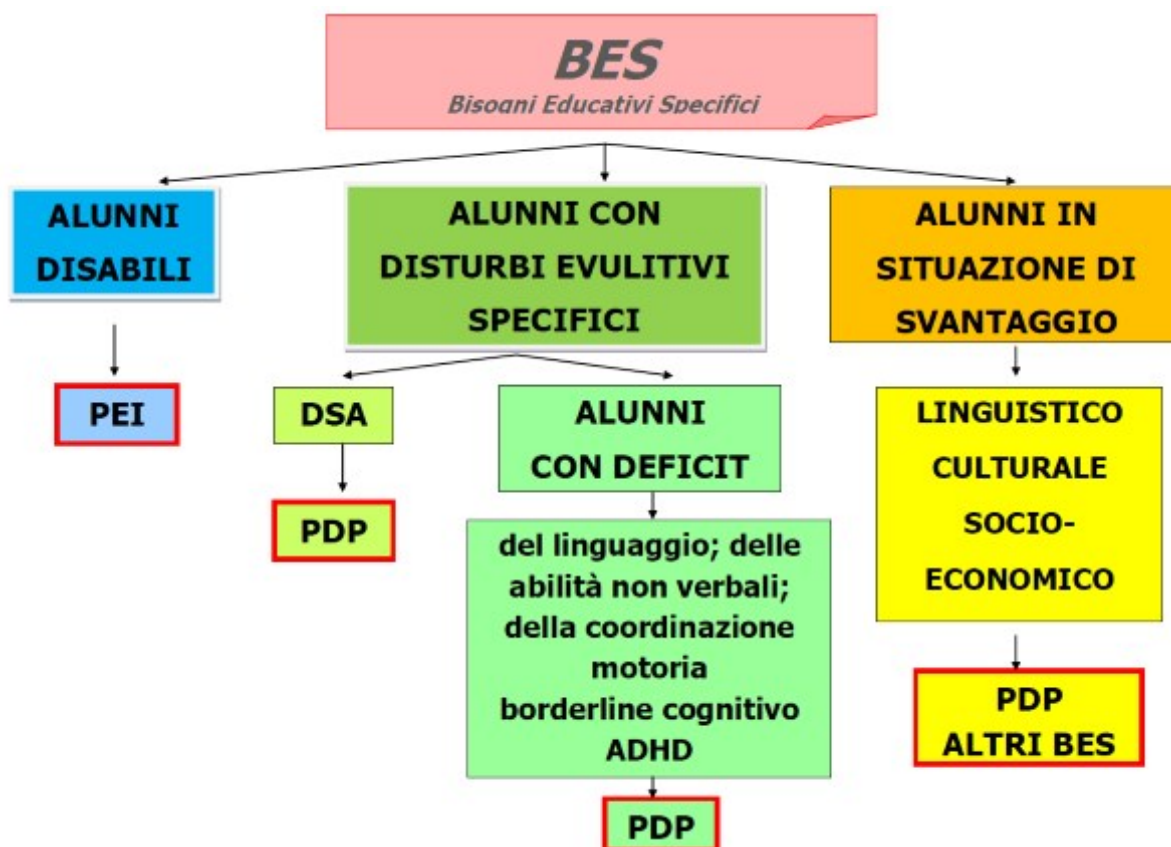 BES
Bisogni Educativi Specifici
ALUNNI
DISABILI
ALUNNI CON
DISTURBI EVULITIVI
SPECIFICI
ALUNNI IN
SITUAZIONE DI
SVANTAGGIO
PEI
DSA
ALUNNI
CON DEFICIT
LINGUISTICO
CULTURALE
SOCIO-
ECONOMICO
PDP
del linguaggio; delle
abilità non verbali;
della coordinazione
motoria
borderline cognitivo
ADHD
PDP
ALTRI BES
PDP